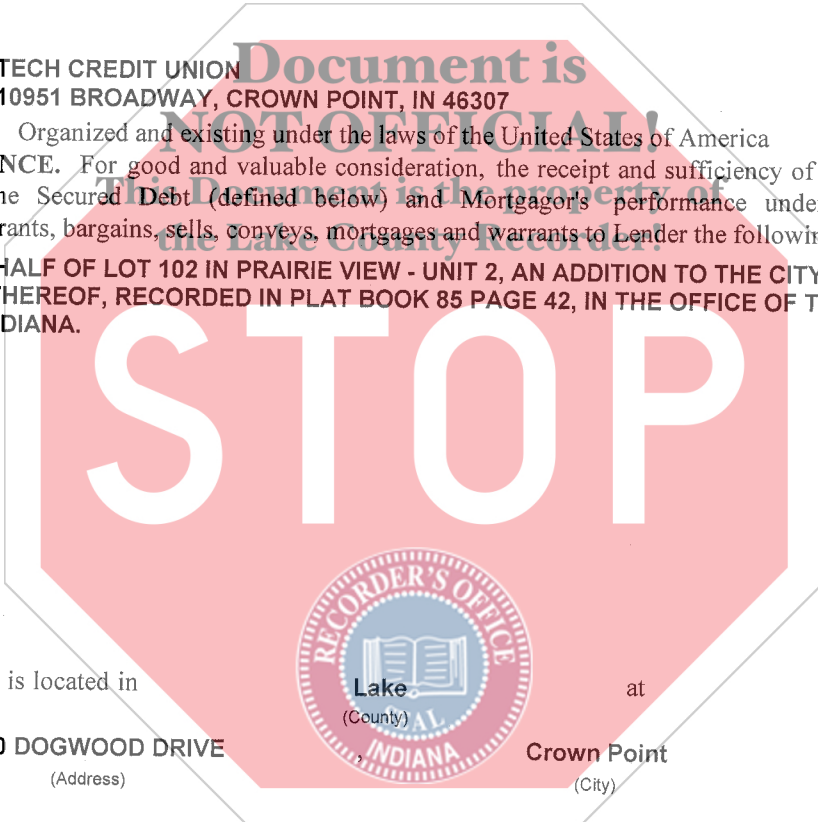 TECH CREDIT UNION
Document is
10951 BROADWAY, CROWN POINT, IN 46307
NOT OFFICIAL!
Organized and existing under the laws of the United States of America
NCE. For good and valuable consideration, the receipt and sufficiency of
This Document is the property of
ne Secured Debt (defined below) and Mortgagor's performance unde
rants, bargains, sells, conveys, mortgages and warrants to Lender the followin
the Lake County Recorder!
HALF OF LOT 102 IN PRAIRIE VIEW - UNIT 2, AN ADDITION TO THE CITY
THEREOF, RECORDED IN PLAT BOOK 85 PAGE 42, IN THE OFFICE OF T
DIANA.
STOP
RECORDER'S OFFICE
SEAL
INDIANA
is located in Lake at
(County)
0 DOGWOOD DRIVE , Crown Point
(Address) (City)